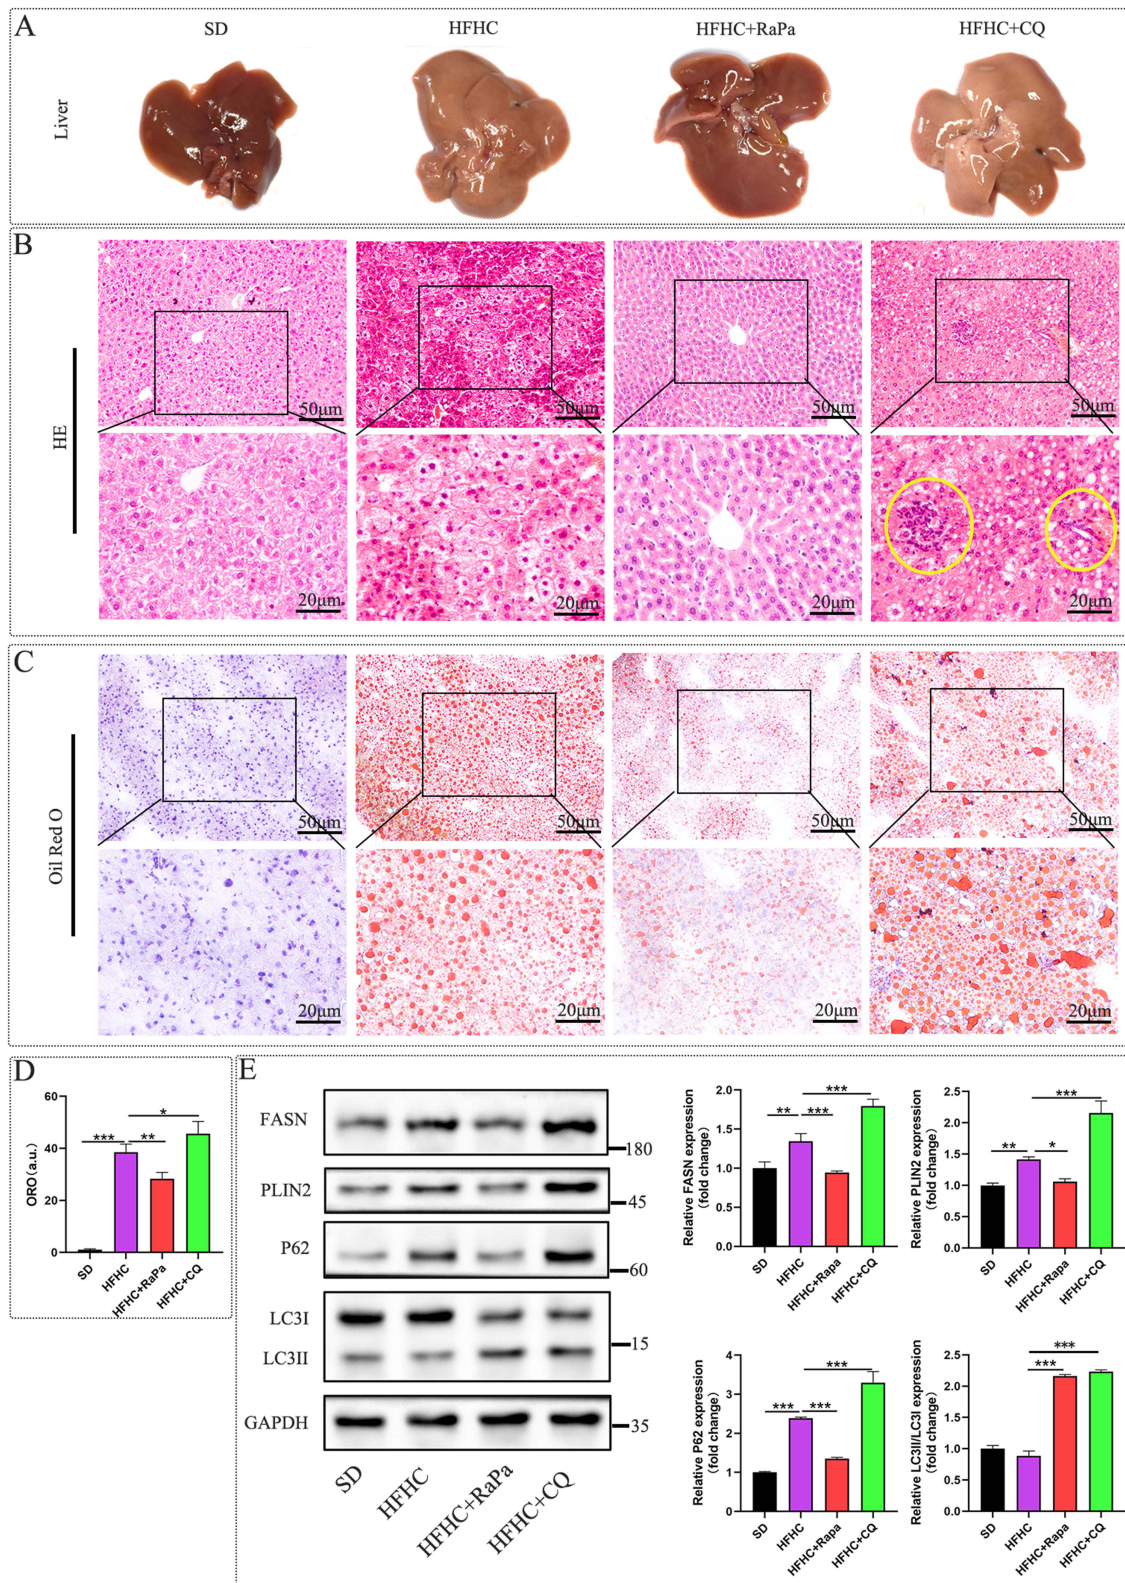 A
SD HFHC HFHC+RaPa HFHC+CQ
Liver
B
HE
50μm 50μm 50μm 50μm
20μm 20μm 20μm 20μm
C
Oil Red O
50μm 50μm 50μm 50μm
20μm 20μm 20μm 20μm
D
ORO(a.u.)
60
40
20
0
*
*** **
SD HFHC HFHC+RaPa HFHC+CQ
E
FASN
180
PLIN2
45
P62
60
LC3I
15
LC3II
GAPDH
35
SD HFHC HFHC+RaPa HFHC+CQ
Relative FASN expression
(fold change)
2.0
1.5
1.0
0.5
0.0
***
** ***
SD HFHC HFHC+Rapa HFHC+CQ
Relative PLIN2 expression
(fold change)
2.5
2.0
1.5
1.0
0.5
0.0
***
** *
SD HFHC HFHC+Rapa HFHC+CQ
Relative P62 expression
(fold change)
4
3
2
1
0
***
*** ***
SD HFHC HFHC+Rapa HFHC+CQ
Relative LC3II/LC3I expression
(fold change)
2.5
2.0
1.5
1.0
0.5
0.0
***
***
SD HFHC HFHC+Rapa HFHC+CQ